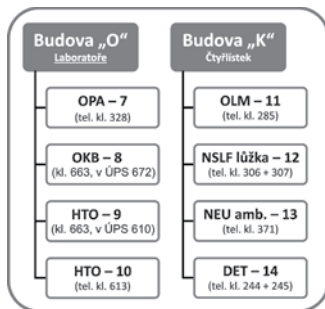 Budova „O“
Laboratoře
OPA – 7
(tel. kl. 328)
OKB – 8
(kl. 663, v ÚPS 672)
HTO – 9
(kl. 663, v ÚPS 610)
HTO – 10
(tel. kl. 613)
Budova „K“
Čtyřlístek
OLM – 11
(tel. kl. 285)
NSLF lůžka – 12
(tel. kl. 306 + 307)
NEU amb. – 13
(tel. kl. 371)
DET – 14
(tel. kl. 244 + 245)